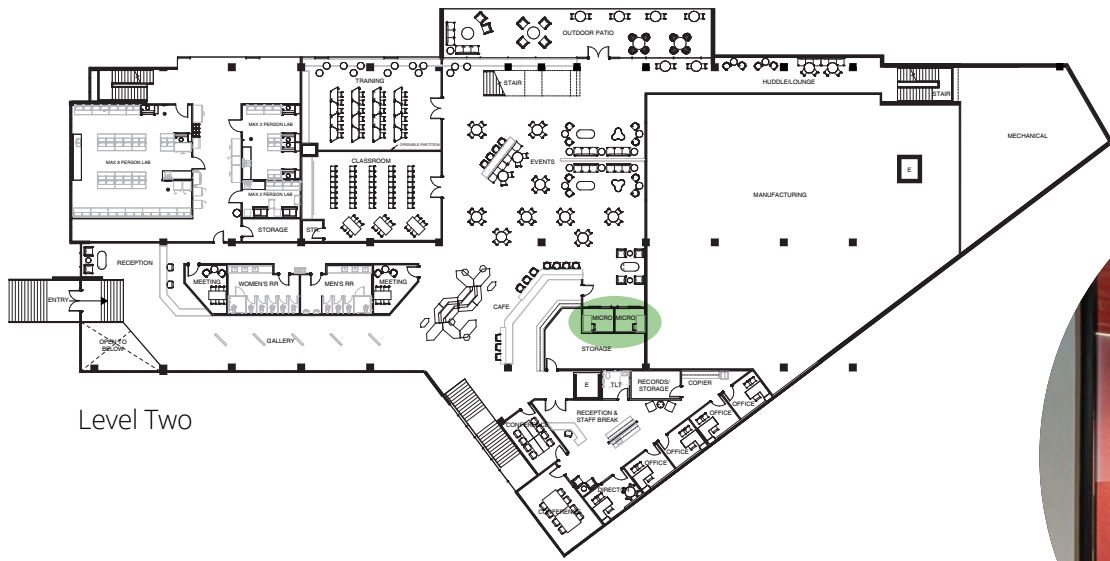 OUTDOOR PATIO
TRAINING
STAIR
HUDDLE/LOUNGE
STAIR
MECHANICAL
MAX 3 PERSON LAB
OPERABLE PARTITION
MAX 8 PERSON LAB
CLASSROOM
EVENTS
E
MANUFACTURING
MAX 2 PERSON LAB
STORAGE
STR.
RECEPTION
MEETING
WOMEN'S RR
MEN'S RR
MEETING
ENTRY
CAFE
MICRO
MICRO
OPEN TO
BELOW
GALLERY
STORAGE
E
TLT
RECORDS/
STORAGE
COPIER
OFFICE
RECEPTION &
STAFF BREAK
OFFICE
CONFERENCE
OFFICE
OFFICE
DIRECTOR
CONFERENCE
Level Two